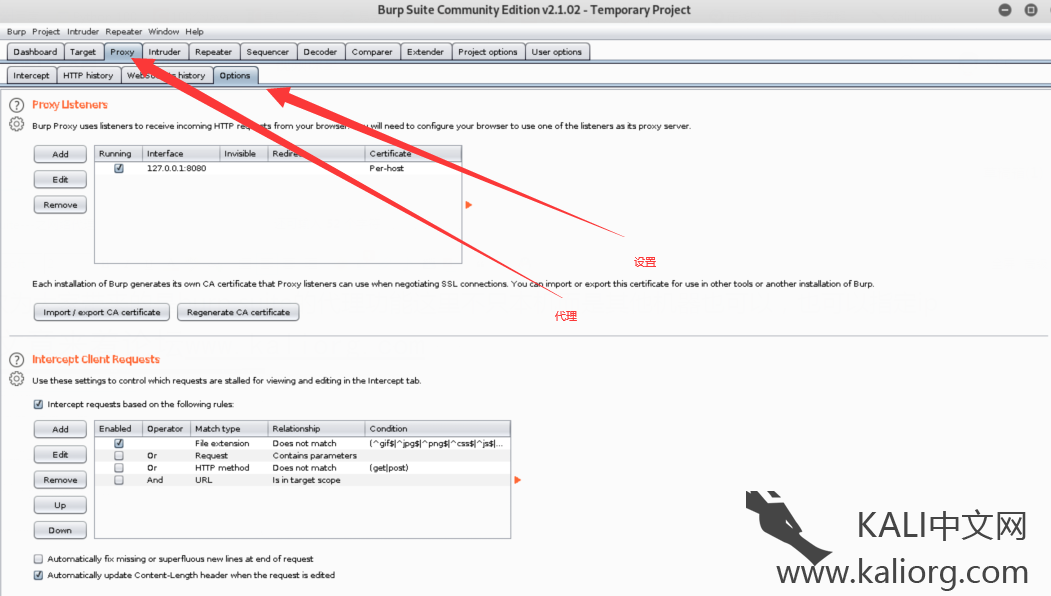 Burp Suite Community Edition v2.1.02 - Temporary Project
Burp Project Intruder Repeater Window Help
Dashboard Target Proxy Intruder Repeater Sequencer Decoder Comparer Extender Project options User options
Intercept HTTP history history Options
? Proxy Listeners
Burp Proxy uses listeners to receive incoming HTTP requests from your browser. You will need to configure your browser to use one of the listeners as its proxy server.
Add Running Interface Invisible Certificate
127.0.0.1:8080 Per-host
Edit
Remove
设置
Each installation of Burp generates its own CA certificate that Proxy listeners can use when negotiating SSL connections. You can import or export this certificate for use in other tools or another installation of Burp.
Import / export CA certificate Regenerate CA certificate
代理
? Intercept Client Requests
Use these settings to control which requests are stalled for viewing and editing in the Intercept tab.
Intercept requests based on the following rules:
Add Enabled Operator Match type Relationship Condition
File extension Does not match (^gif$|^jpg$|^png$|^css$|^js$|...
Edit Or Request Contains parameters
Or HTTP method Does not match (get|post)
Remove And URL Is in target scope
Up
Down
KALI中文网
Automatically fix missing or superfluous new lines at end of request
Automatically update Content-Length header when the request is edited
www.kaliorg.com